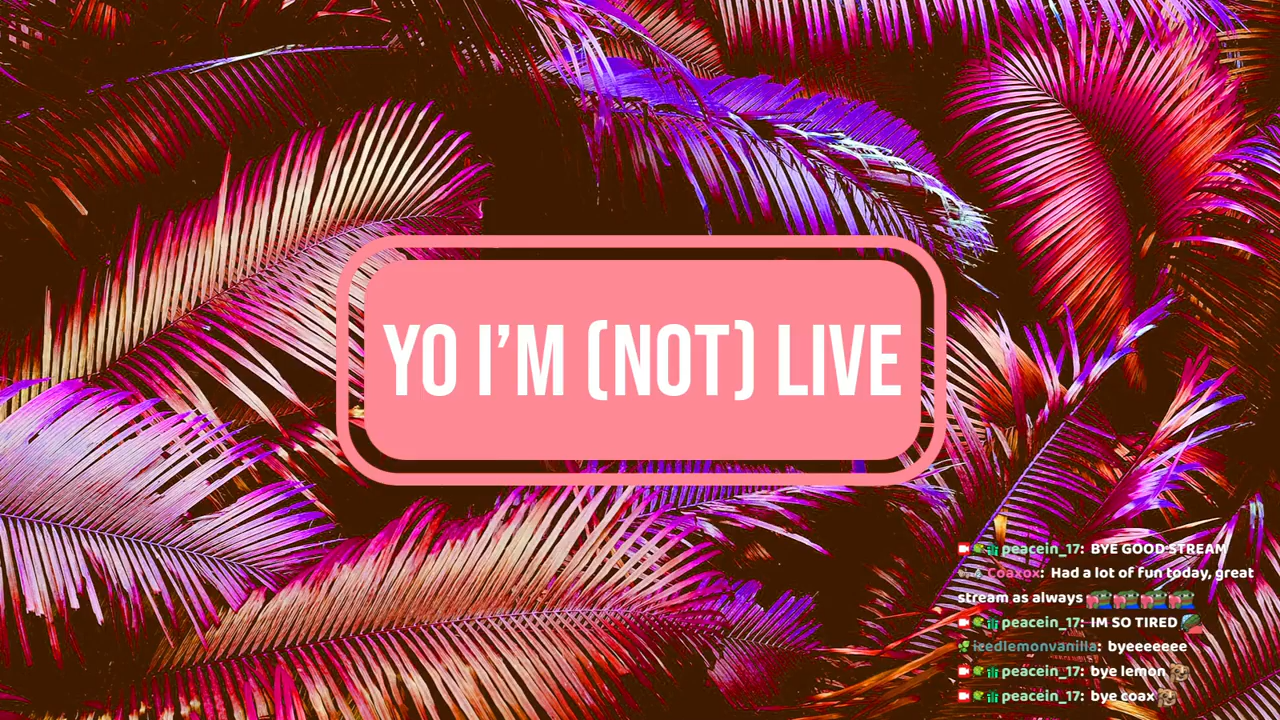 YO I’M (NOT) LIVE
peacein_17: BYE GOOD STREAM
Coaxox: Had a lot of fun today, great
stream as always
peacein_17: IM SO TIRED
icedlemonvanilla: byeeeeeee
peacein_17: bye lemon
peacein_17: bye coax